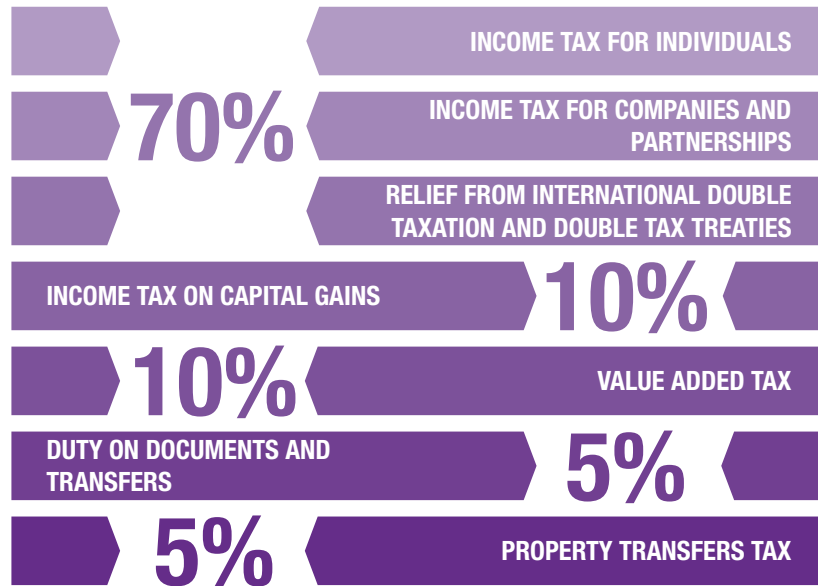 INCOME TAX FOR INDIVIDUALS
70%
INCOME TAX FOR COMPANIES AND
PARTNERSHIPS
RELIEF FROM INTERNATIONAL DOUBLE
TAXATION AND DOUBLE TAX TREATIES
INCOME TAX ON CAPITAL GAINS
10%
10%
VALUE ADDED TAX
DUTY ON DOCUMENTS AND
TRANSFERS
5%
5%
PROPERTY TRANSFERS TAX